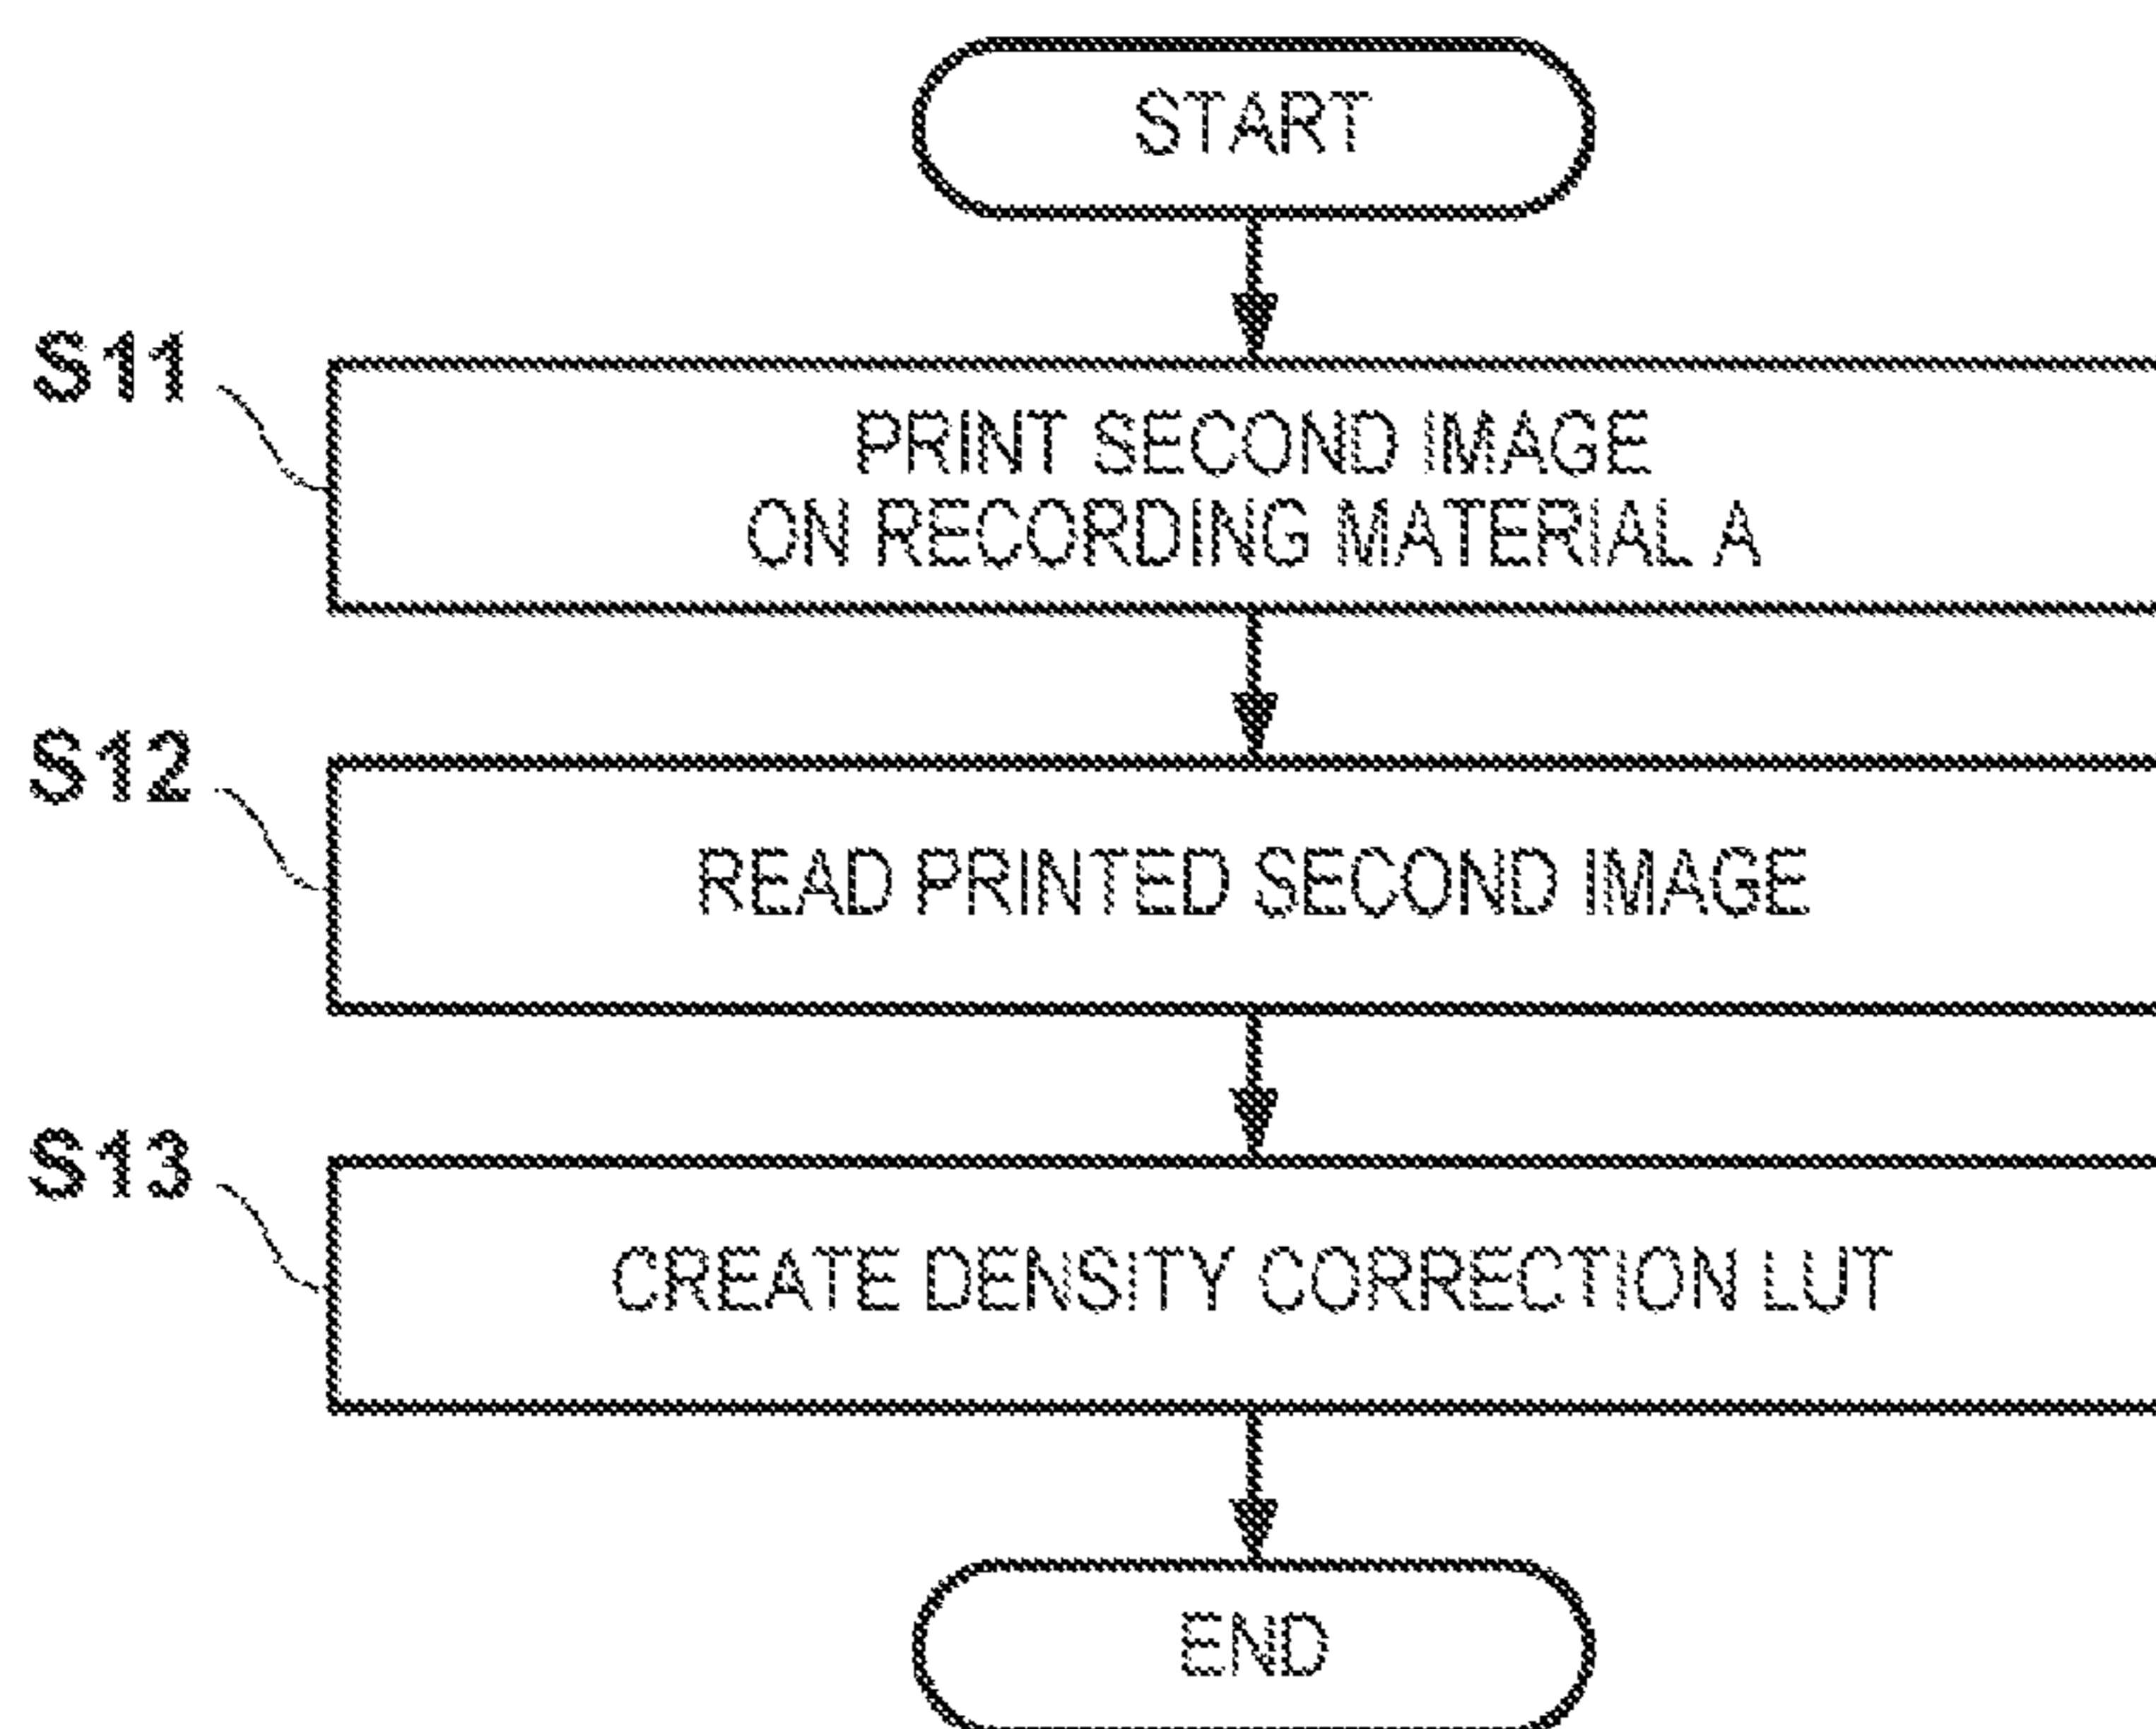 START
S11
PRINT SECOND IMAGE
ON RECORDING MATERIAL A
S12
READ PRINTED SECOND IMAGE
S13
CREATE DENSITY CORRECTION LUT
END